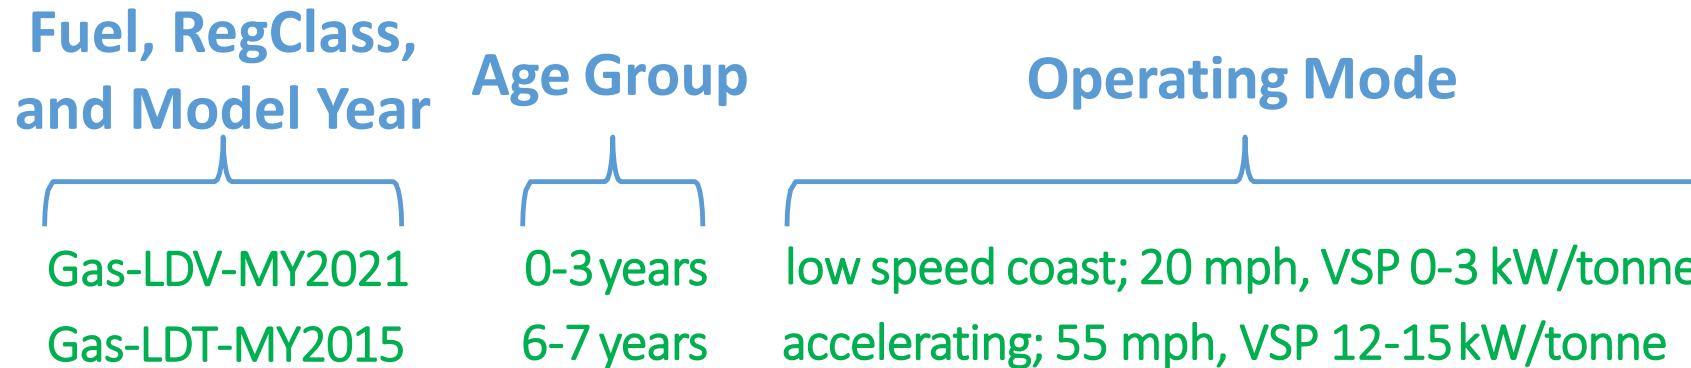 Fuel, RegClass,
and Model Year
Age Group
Operating Mode
Gas-LDV-MY2021 0-3 years low speed coast; 20 mph, VSP 0-3 kW/tonne
Gas-LDT-MY2015 6-7 years accelerating; 55 mph, VSP 12-15 kW/tonne